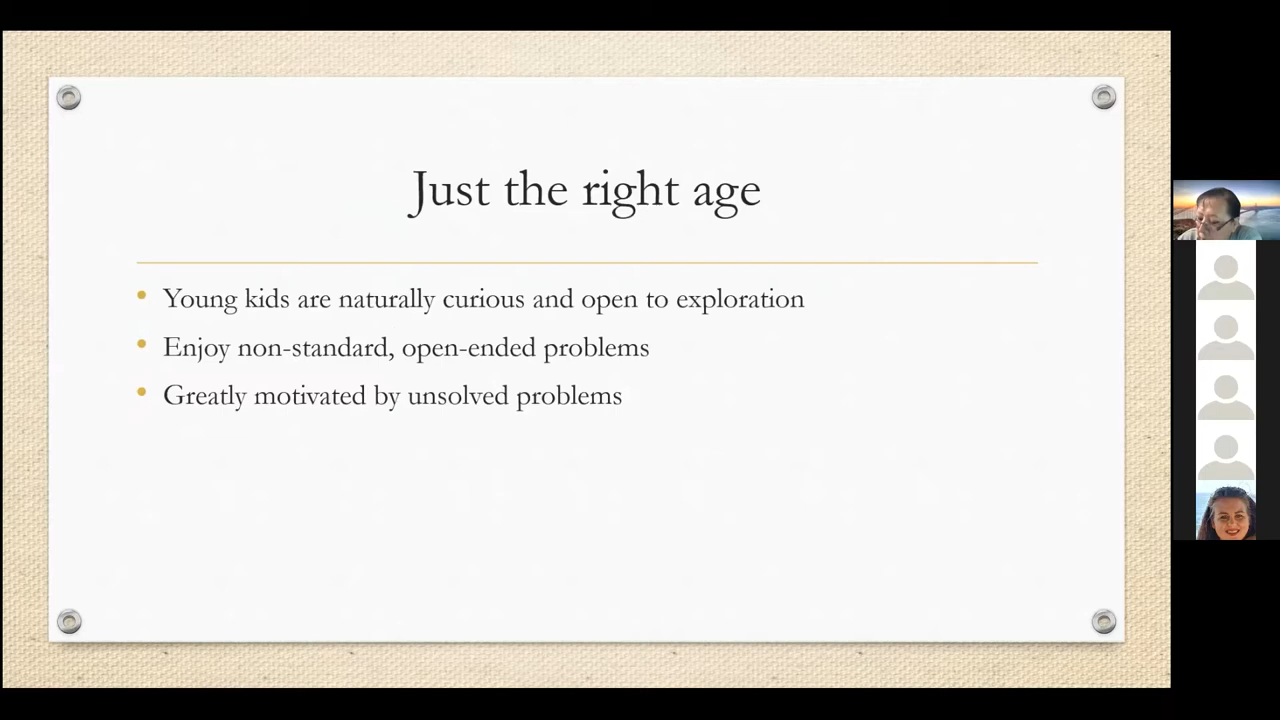 Just the right age
• Young kids are naturally curious and open to exploration
• Enjoy non-standard, open-ended problems
• Greatly motivated by unsolved problems